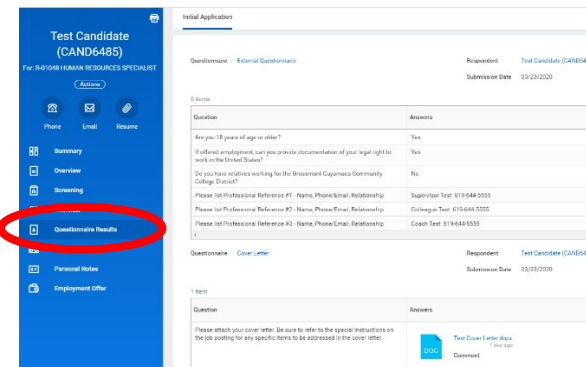 Test Candidate
(CAND6485)
For: R-01048 HUMAN RESOURCES SPECIALIST
Actions
Phone Email Resume
Summary
Overview
Screening
Questionnaire Results
Personal Notes
Employment Offer
Initial Application
Questionnaire External Questionnaire
Respondent Test Candidate (CAND64
Submission Date 03/23/2020
6 items
Question Answers
Are you 18 years of age or older? Yes
If offered employment, can you provide documentation of your legal right to Yes
work in the United States?
Do you have relatives working for the Grossmont Cuyamaca Community No
College District?
Please list Professional Reference #1 - Name, Phone/Email, Relationship Supervisor Test 619-644-5555
Please list Professional Reference #2 - Name, Phone/Email, Relationship Colleague Test 619-644-5555
Please list Professional Reference #3 - Name, Phone/Email, Relationship Coach Test 619-644-5555
Questionnaire Cover Letter
Respondent Test Candidate (CAND64
Submission Date 03/23/2020
1 item
Question Answers
Please attach your cover letter. Be sure to refer to the special instructions on
the job posting for any specific items to be addressed in the cover letter.
DOC
Test Cover Letter.docx
1 day ago
Comment